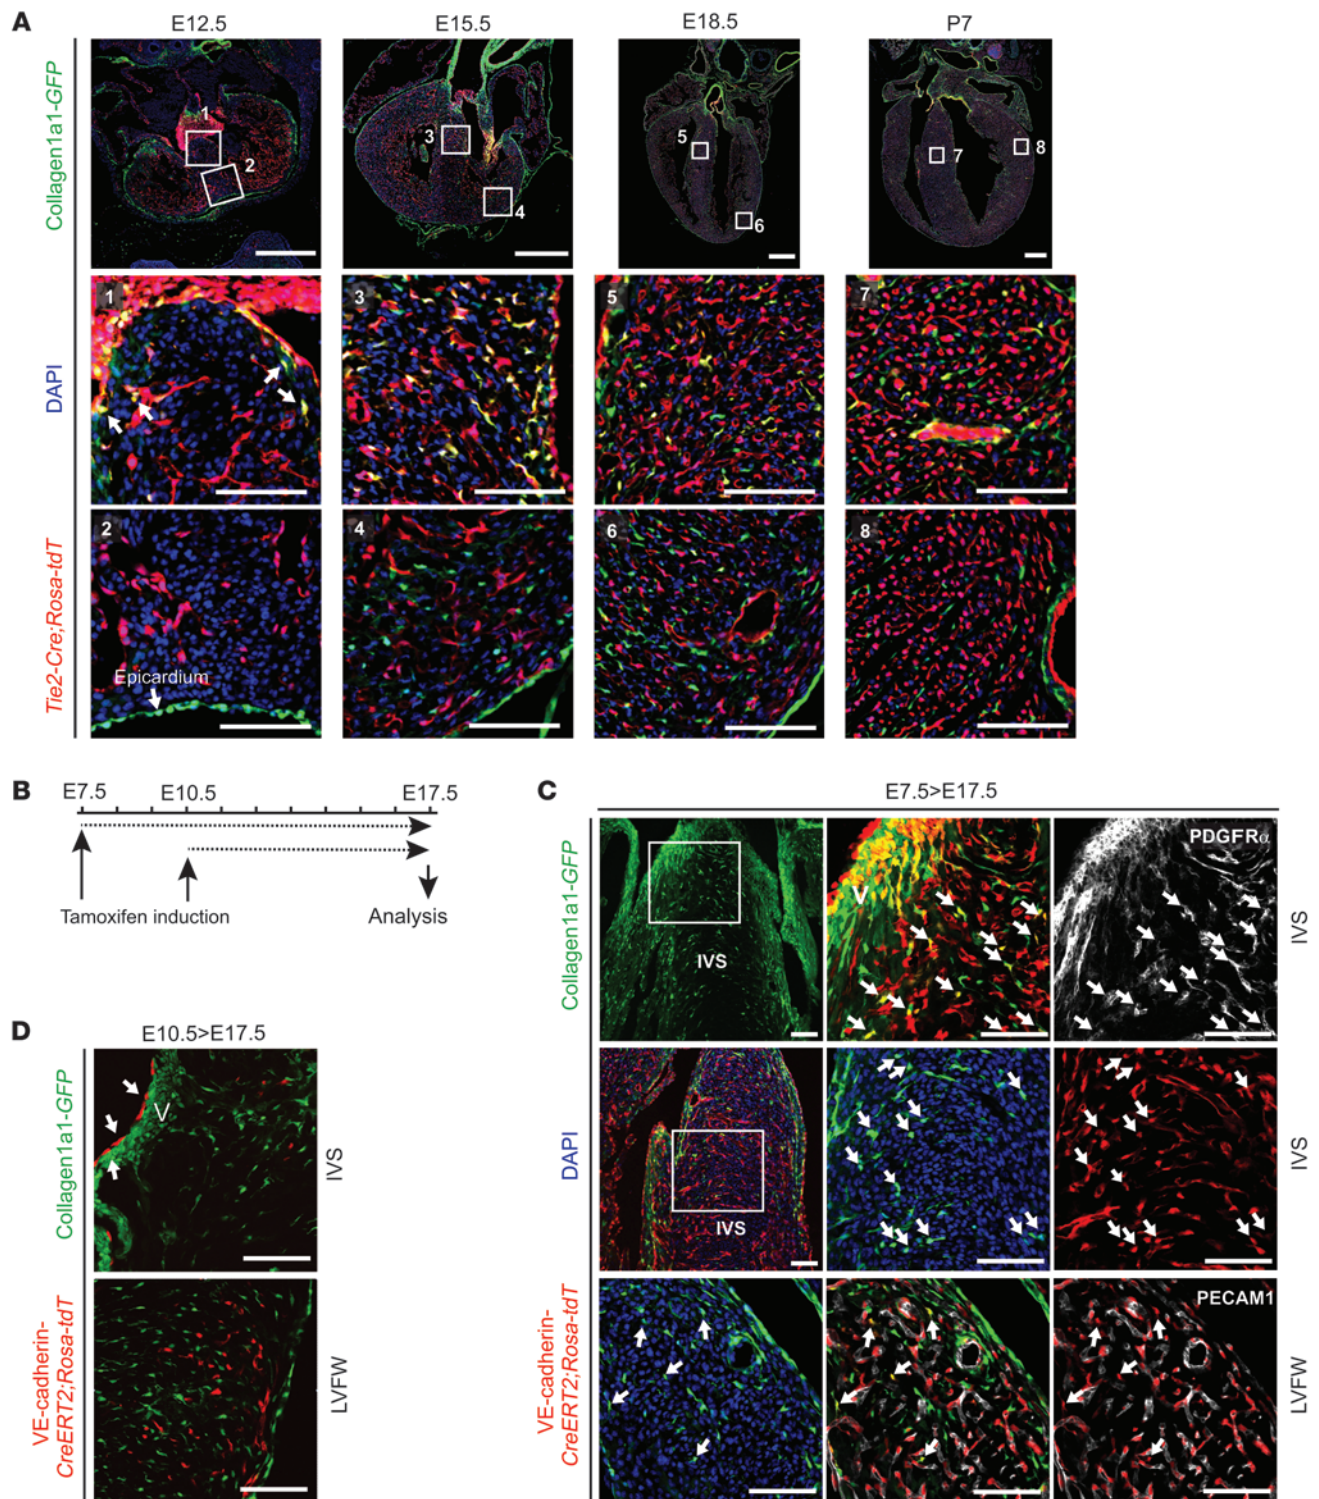 A
E12.5
E15.5
E18.5
P7
Collagen1a1-GFP
DAPI
Tie2-Cre;Rosa-tdT
1
2
3
4
5
6
7
8
1
3
5
7
2
4
6
8
Epicardium
B
E7.5
E10.5
E17.5
Tamoxifen induction
Analysis
C
E7.5>E17.5
Collagen1a1-GFP
DAPI
VE-cadherin-
CreERT2;Rosa-tdT
IVS
V
PDGFRα
IVS
IVS
IVS
PECAM1
LVFW
D
E10.5>E17.5
Collagen1a1-GFP
VE-cadherin-
CreERT2;Rosa-tdT
V
IVS
LVFW